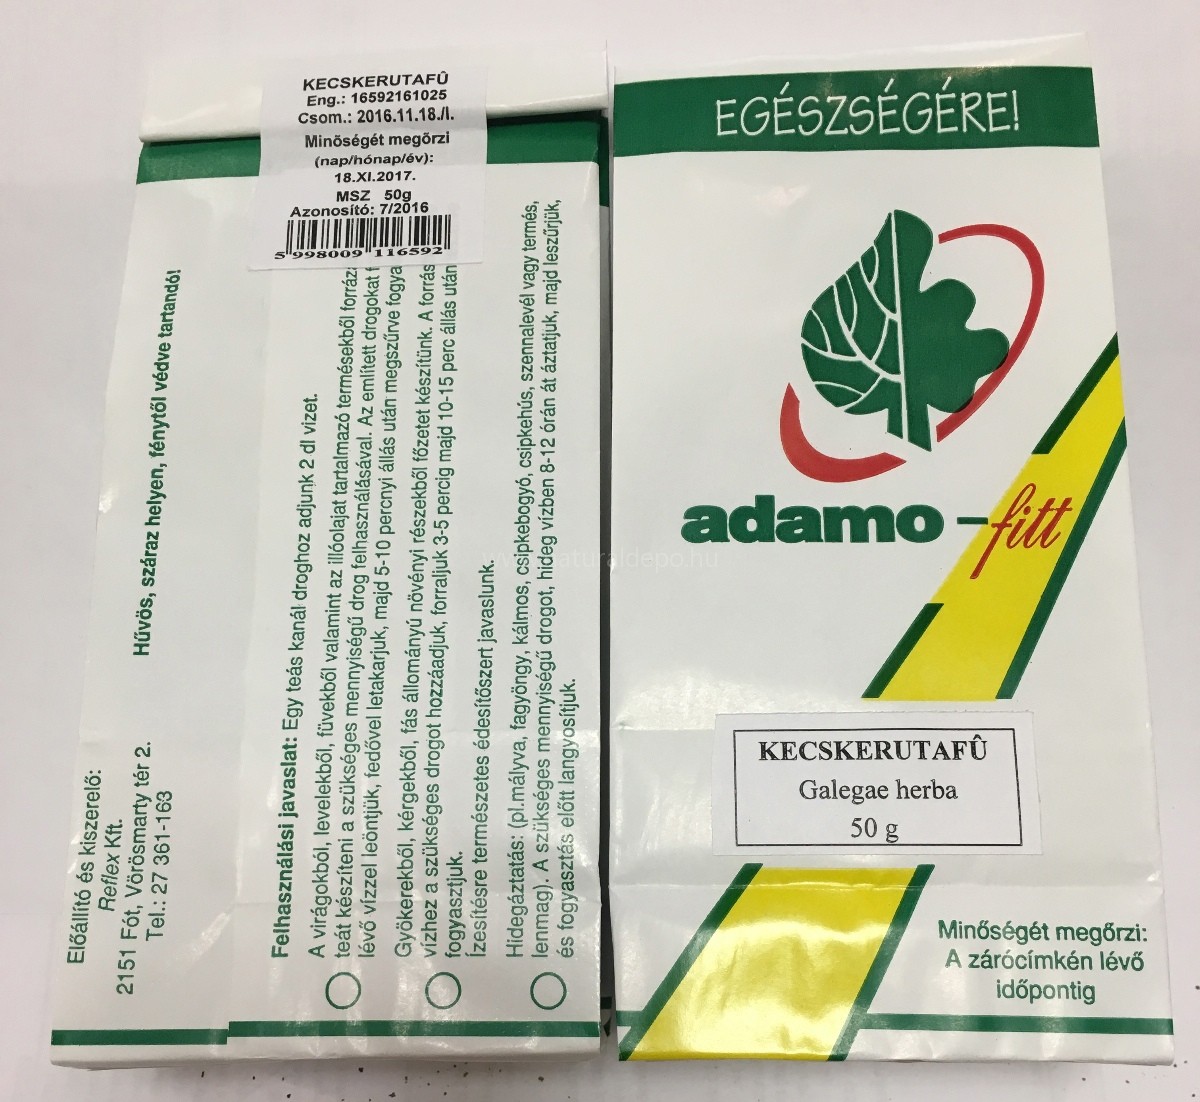 KECSKERUTAFÛ
Eng.: 16592161025
Csom.: 2016.11.18./I.
Minõségét megõrzi
(nap/hónap/év):
18.XI.2017.
MSZ 50g
Azonosító: 7/2016
5 998009 116592
Előállító és kiszerelő:
Reflex Kft.
2151 Fót, Vörösmarty tér 2.
Tel.: 27 361-163
Hűvös, száraz helyen, fénytől védve tartandó!
Felhasználási javaslat: Egy teás kanál droghoz adjunk 2 dl vizet.
A virágokból, levelekből, füvekből valamint az illóolajat tartalmazó termésekből
teát készíteni a szükséges mennyiségű drog felhasználásával. Az említett drogokat
lévő vízzel leöntjük, fedővel letakarjuk, majd 5-10 percnyi állás után megszűrve
Gyökerekből, kérgekből, fás állományú növényi részekből főzetet készítünk. A
vízhez a szükséges drogot hozzáadjuk, forraljuk 3-5 percig majd 10-15 perc állás után
fogyasztjuk.
Ízesítésre természetes édesítőszert javaslunk.
Hidegáztatás: (pl.mályva, fagyöngy, kálmos, csipkebogyó, csipkehús, szennalevél vagy termés,
lenmag). A szükséges mennyiségű drogot, hideg vízben 8-12 órán át áztatjuk, majd leszűrjük,
és fogyasztás előtt langyosítjuk.
EGÉSZSÉGÉRE!
adamo-fitt
KECSKERUTAFÛ
Galegae herba
50 g
Minőségét megőrzi:
A zárócímkén lévő
időpontig